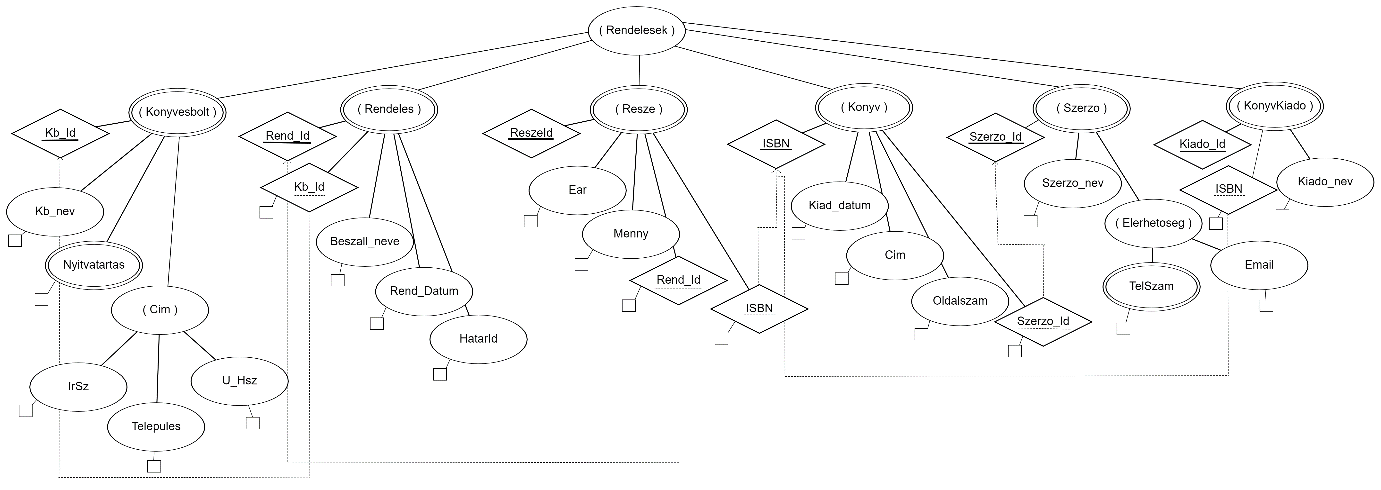 ( Rendelesek )
( Konyvesbolt )
( Rendeles )
( Resze )
( Konyv )
( Szerzo )
( KonyvKiado )
Kb_Id
Rend_Id
ReszeId
ISBN
Szerzo_Id
Kiado_Id
Kb_Id
Ear
Szerzo_nev
ISBN
Kiado_nev
Kb_nev
Kiad_datum
( Elerhetoseg )
Beszall_neve
Menny
Nyitvatartas
Cim
Email
Rend_Id
TelSzam
Rend_Datum
Oldalszam
( Cim )
ISBN
Szerzo_Id
HatarId
IrSz
U_Hsz
Telepules